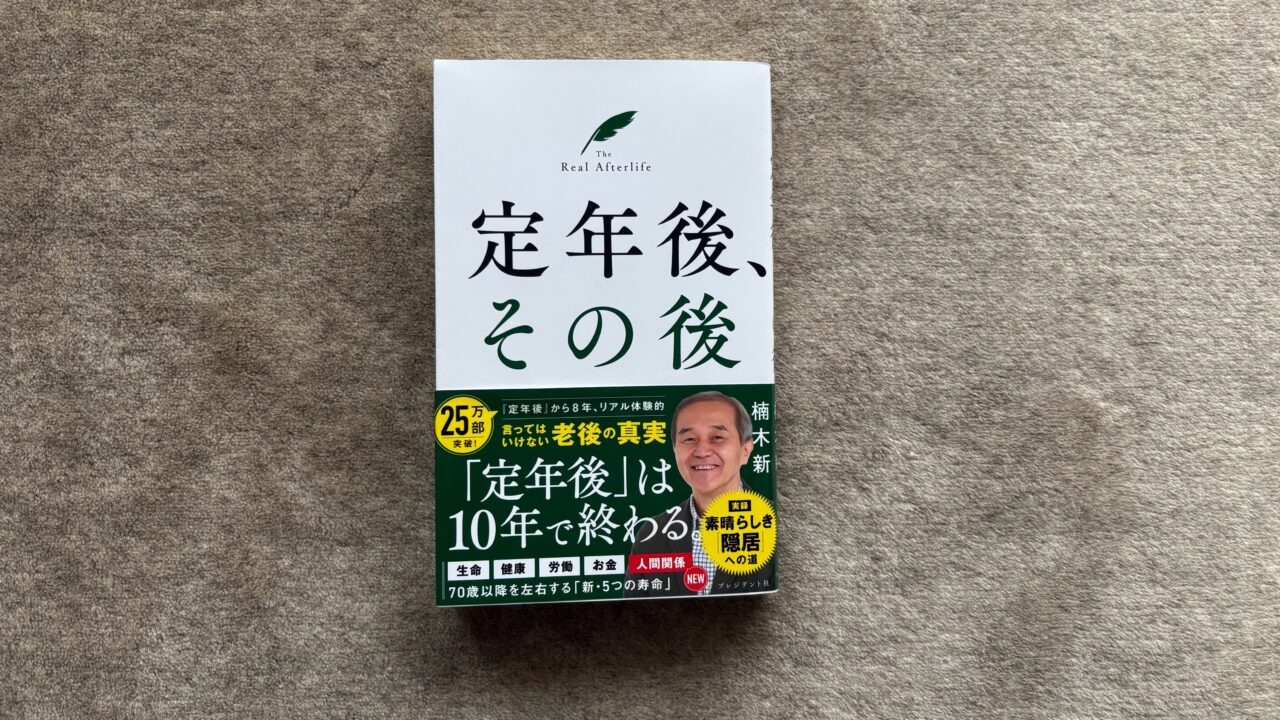 The
Real Afterlife
定年後、
その後
25万部
突破!
『定年後』から8年、リアル体験的
言っては
いけない 老後の真実
「定年後」は
10年で終わる。
楠木新
実録
素晴らしき
「隠居」
への道
生命 健康 労働 お金 人間関係
NEW
70歳以降を左右する「新・5つの寿命」
プレジデント社